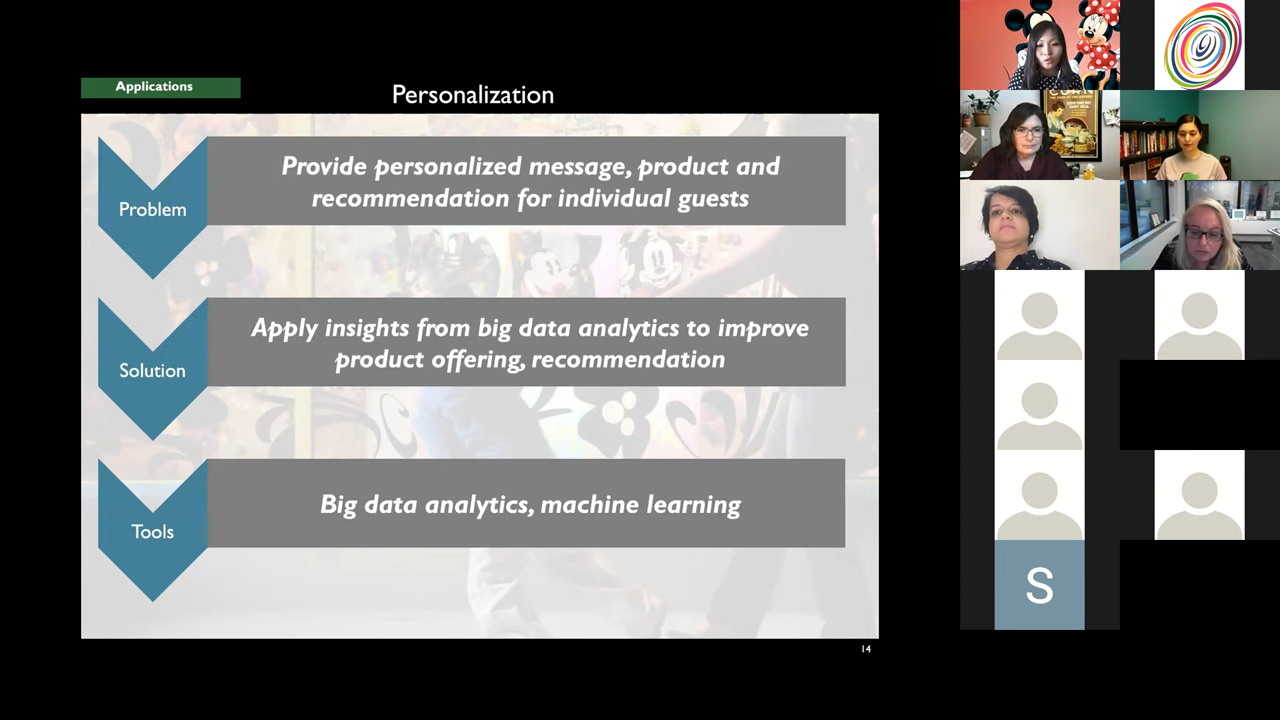 Applications
Personalization
Problem
Provide personalized message, product and
recommendation for individual guests
Solution
Apply insights from big data analytics to improve
product offering, recommendation
Tools
Big data analytics, machine learning
14
CORN
S